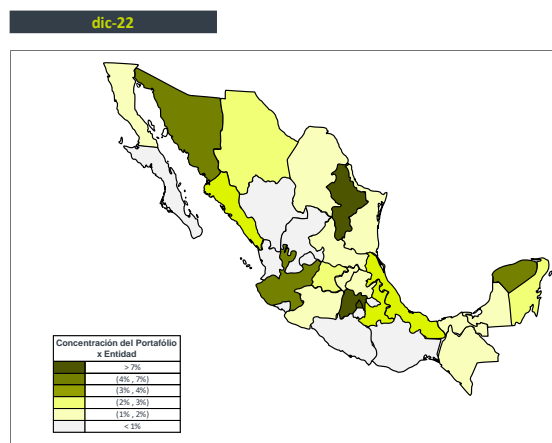 dic-22
Concentración del Portafólio
x Entidad
> 7%
(4% , 7%)
(3% , 4%)
(2% , 3%)
(1% , 2%)
< 1%